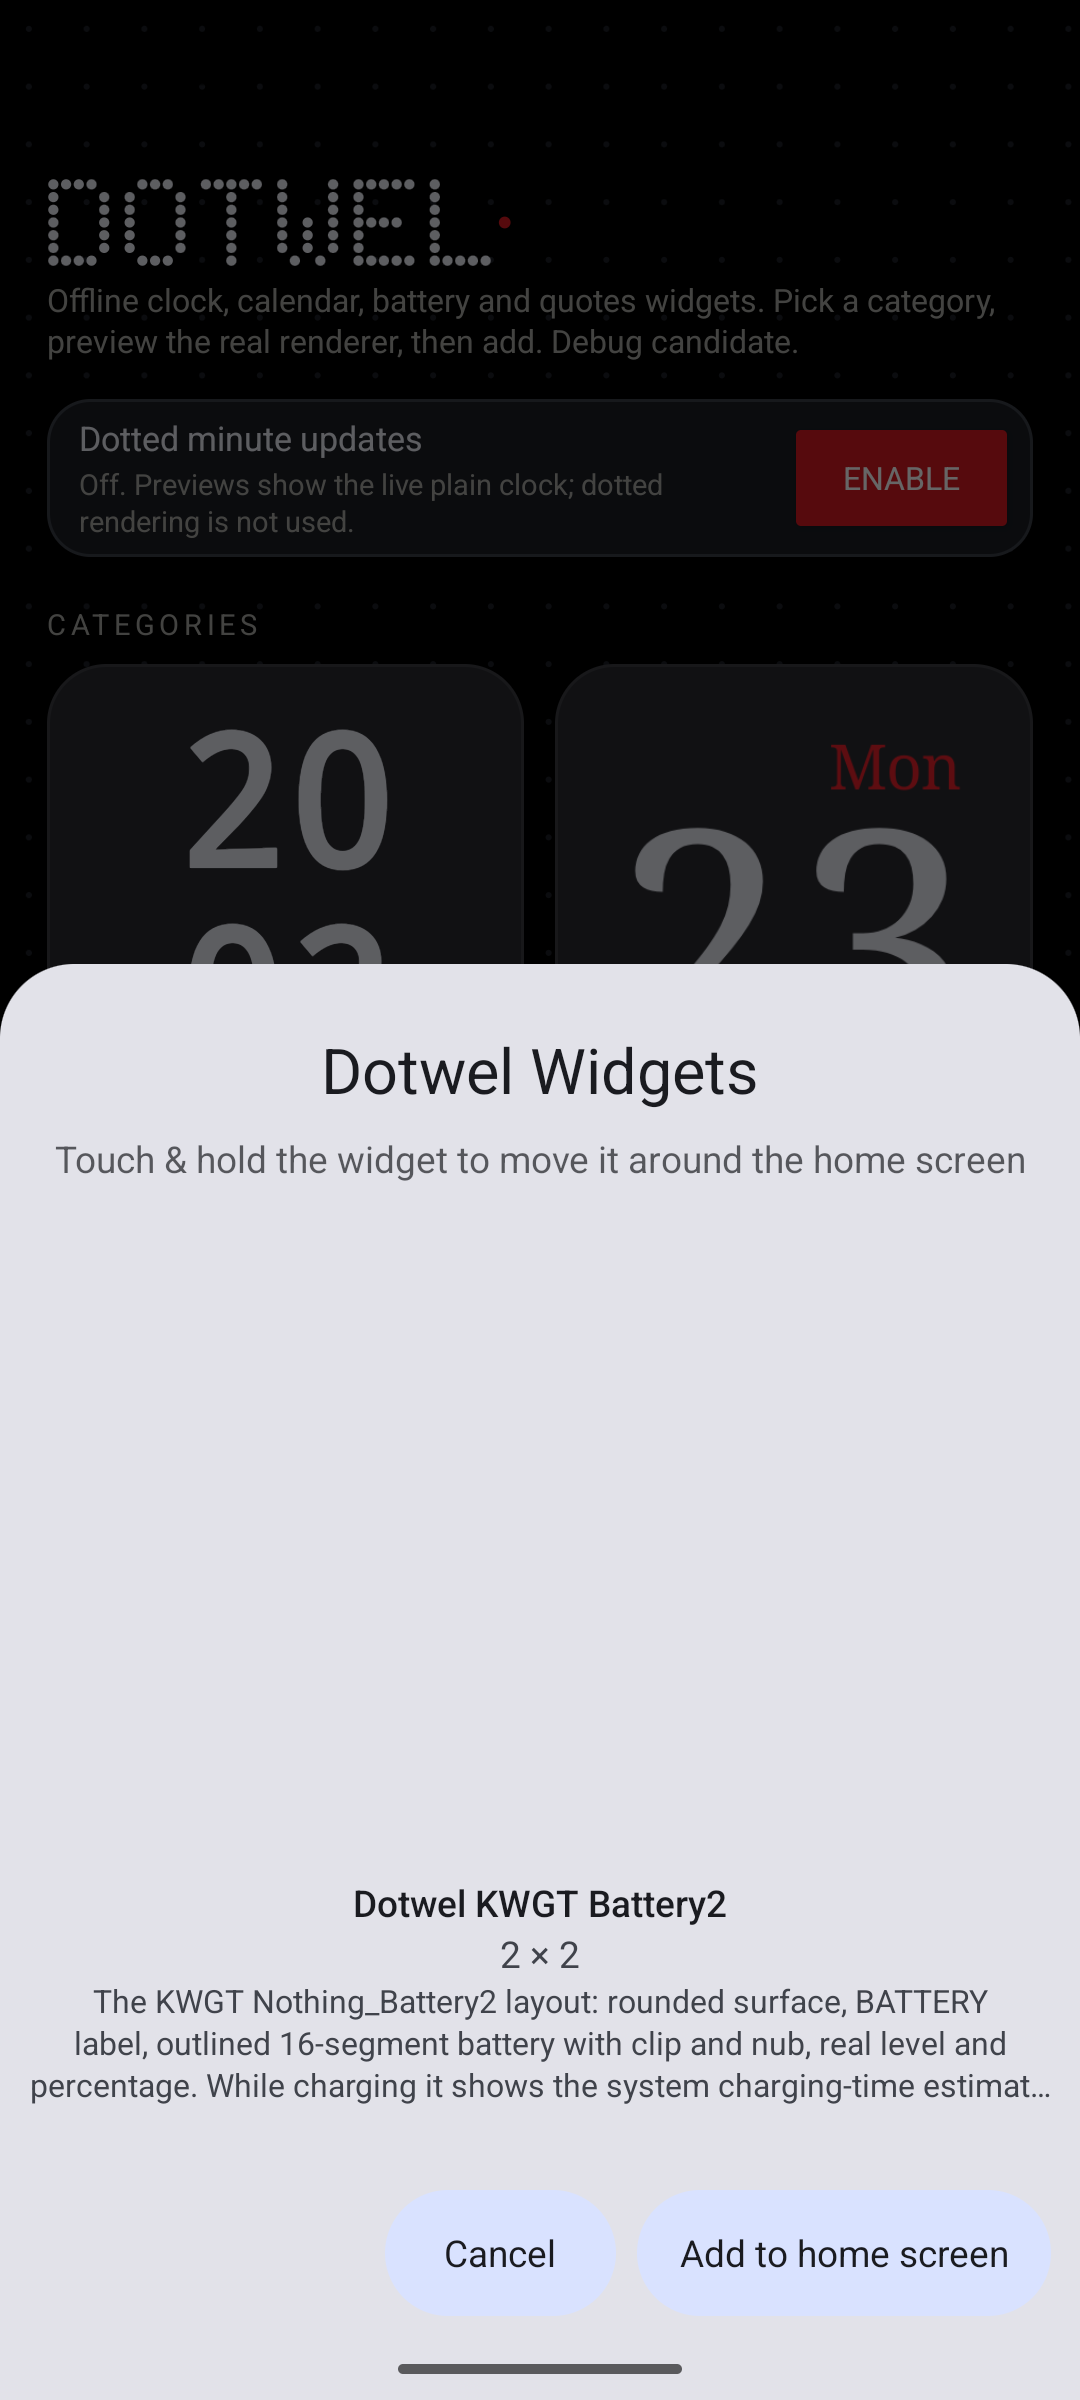 DOTWEL
Offline clock, calendar, battery and quotes widgets. Pick a category,
preview the real renderer, then add. Debug candidate.
Dotted minute updates
Off. Previews show the live plain clock; dotted
rendering is not used.
ENABLE
CATEGORIES
20
Mon
23
Dotwel Widgets
Touch & hold the widget to move it around the home screen
Dotwel KWGT Battery2
2 × 2
The KWGT Nothing_Battery2 layout: rounded surface, BATTERY
label, outlined 16-segment battery with clip and nub, real level and
percentage. While charging it shows the system charging-time estimat…
Cancel
Add to home screen